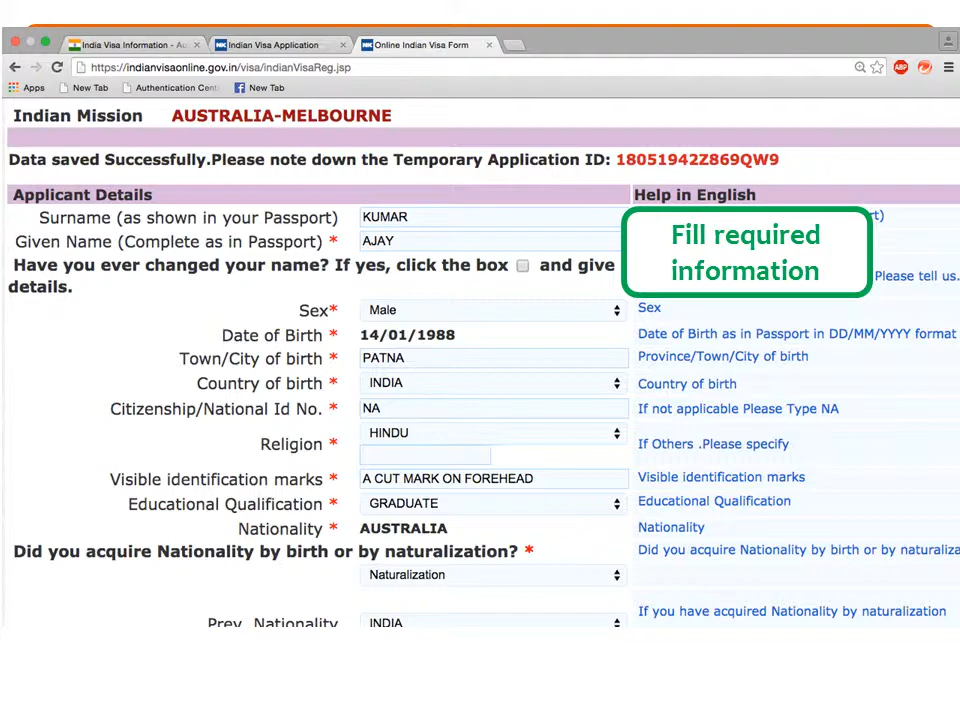 India Visa Information - Au
Indian Visa Application
Online Indian Visa Form
https://indianvisaonline.gov.in/visa/indianVisaReg.jsp
ABP
Apps New Tab Authentication Cent New Tab
Indian Mission AUSTRALIA-MELBOURNE
Data saved Successfully.Please note down the Temporary Application ID: 18051942Z869QW9
Applicant Details Help in English
Surname (as shown in your Passport) KUMAR t)
Given Name (Complete as in Passport) * AJAY
Fill required
information
Have you ever changed your name? If yes, click the box and give Please tell us.
details.
Sex* Male Sex
Date of Birth * 14/01/1988 Date of Birth as in Passport in DD/MM/YYYY format
Town/City of birth * PATNA Province/Town/City of birth
Country of birth * INDIA Country of birth
Citizenship/National Id No. * NA If not applicable Please Type NA
Religion * HINDU If Others .Please specify
Visible identification marks * A CUT MARK ON FOREHEAD Visible identification marks
Educational Qualification * GRADUATE Educational Qualification
Nationality * AUSTRALIA Nationality
Did you acquire Nationality by birth or by naturalization? * Did you acquire Nationality by birth or by naturaliza
Naturalization
If you have acquired Nationality by naturalization
Prev. Nationality INDIA